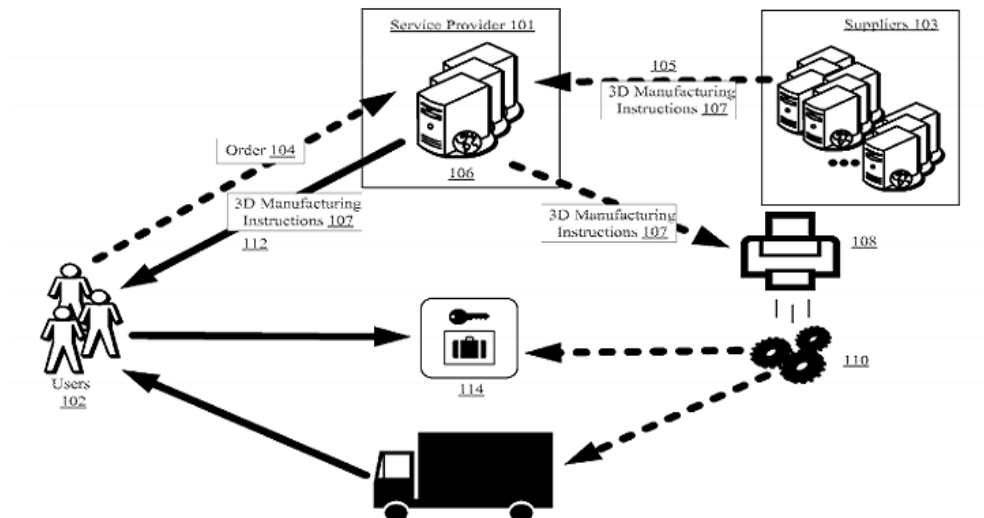 Service Provider 101
Suppliers 103
105
3D Manufacturing
Instructions 107
Order 104
106
3D Manufacturing
Instructions 107
112
3D Manufacturing
Instructions 107
108
Users
102
114
110